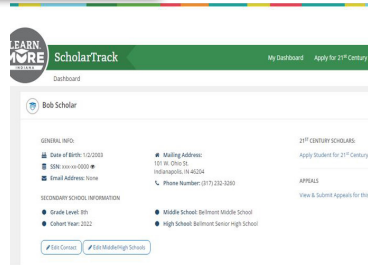 LEARN.
MORE
INDIANA
ScholarTrack
My Dashboard Apply for 21st Century
Dashboard
Bob Scholar
GENERAL INFO:
Date of Birth: 1/2/2003
SSN: xxx-xx-0000
Email Address: None
Mailing Address:
101 W. Ohio St.
Indianapolis, IN 46204
Phone Number: (317) 232-3260
21ST CENTURY SCHOLARS:
Apply Student for 21st Century
APPEALS
View & Submit Appeals for this
SECONDARY SCHOOL INFORMATION
Grade Level: 8th
Cohort Year: 2022
Middle School: Bellmont Middle School
High School: Bellmont Senior High School
Edit Contact
Edit Middle/High Schools